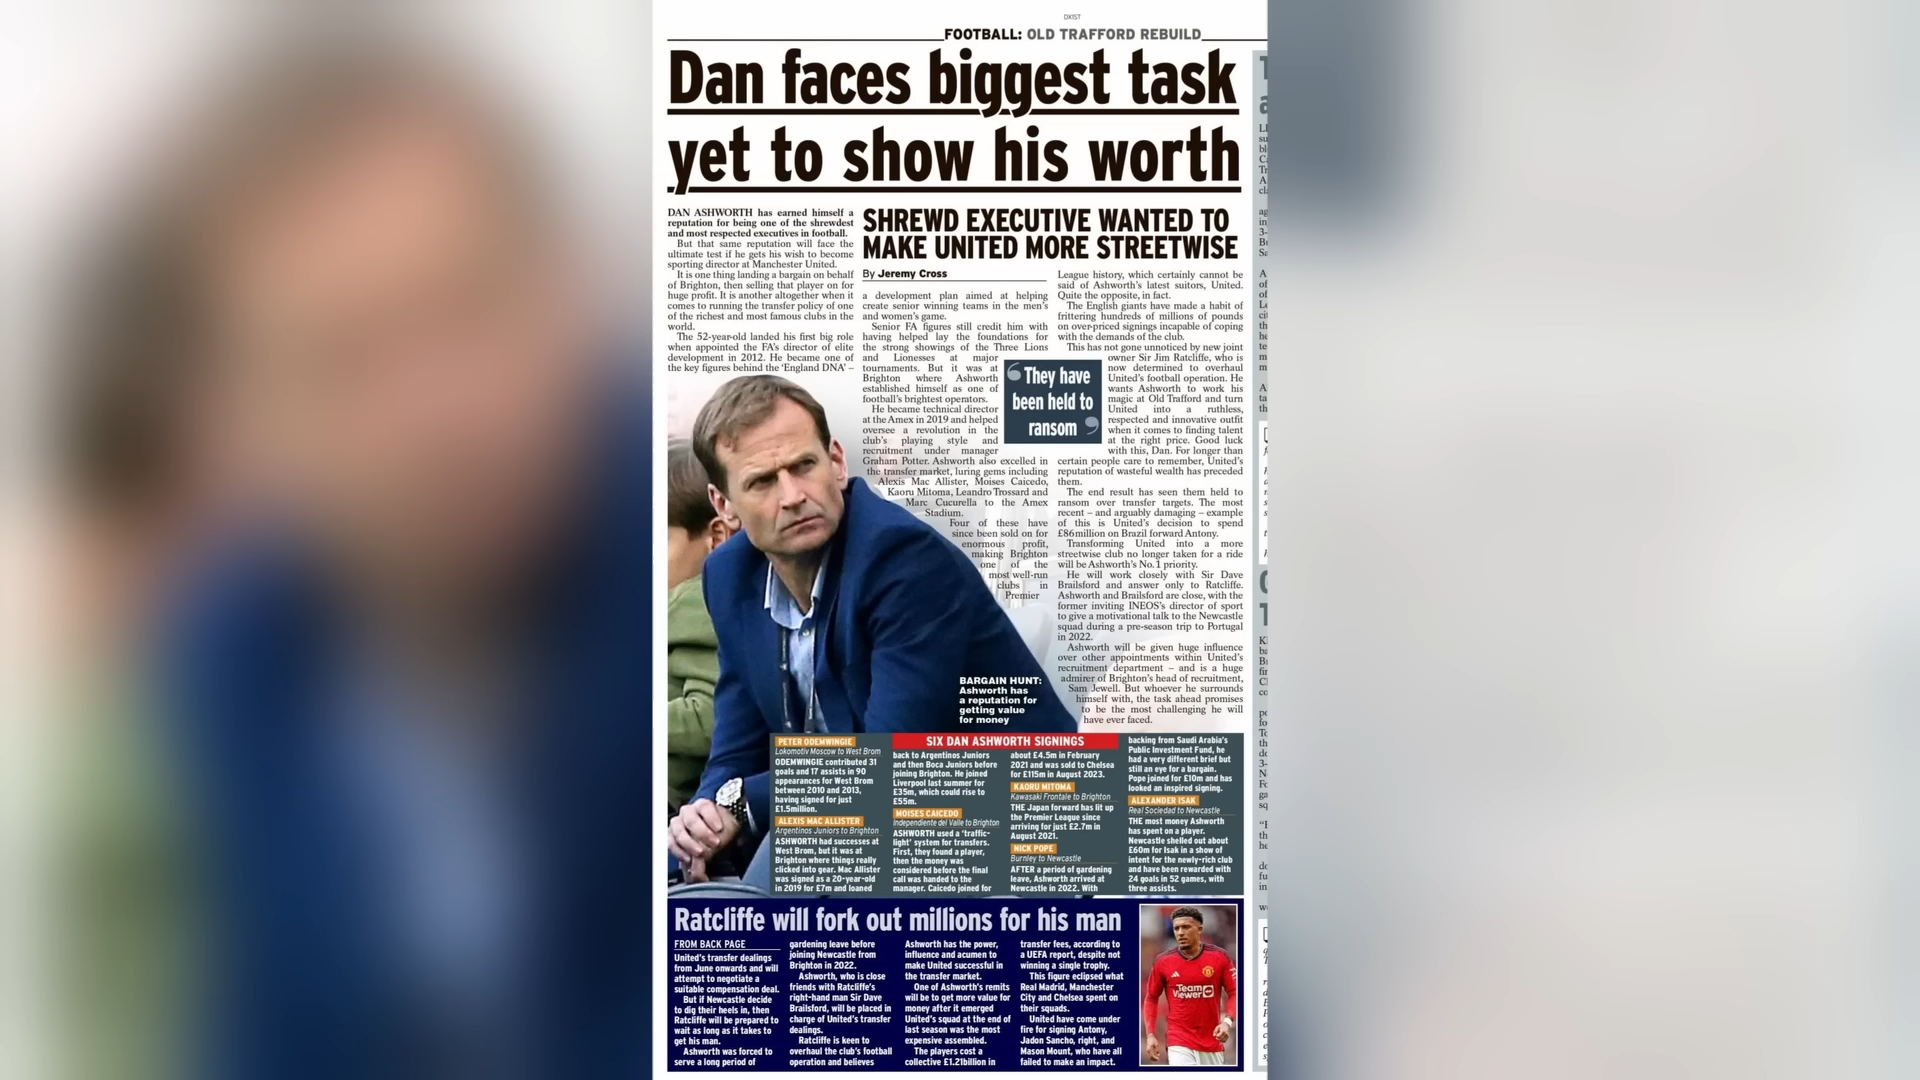 DXIST
FOOTBALL: OLD TRAFFORD REBUILD
Dan faces biggest task
yet to show his worth
DAN ASHWORTH has earned himself a
reputation for being one of the shrewdest
and most respected executives in football.
But that same reputation will face the
ultimate test if he gets his wish to become
sporting director at Manchester United.
It is one thing landing a bargain on behalf
of Brighton, then selling that player on for
huge profit. It is another altogether when it
comes to running the transfer policy of one
of the richest and most famous clubs in the
world.
The 52-year-old landed his first big role
when appointed the FA's director of elite
development in 2012. He became one of
the key figures behind the 'England DNA' –
SHREWD EXECUTIVE WANTED TO
MAKE UNITED MORE STREETWISE
By Jeremy Cross
a development plan aimed at helping
create senior winning teams in the men's
and women's game.
Senior FA figures still credit him with
having helped lay the foundations for
the strong showings of the Three Lions
and Lionesses at major
tournaments. But it was at
Brighton where Ashworth
established himself as one of
football's brightest operators.
He became technical director
at the Amex in 2019 and helped
oversee a revolution in the
club's playing style and
recruitment under manager
Graham Potter. Ashworth also excelled in
the transfer market, luring gems including
Alexis Mac Allister, Moises Caicedo,
Kaoru Mitoma, Leandro Trossard and
Marc Cucurella to the Amex
Stadium.
Four of these have
since been sold on for
enormous profit,
making Brighton
one of the
most well-run
clubs in
Premier
League history, which certainly cannot be
said of Ashworth's latest suitors, United.
Quite the opposite, in fact.
The English giants have made a habit of
frittering hundreds of millions of pounds
on over-priced signings incapable of coping
with the demands of the club.
This has not gone unnoticed by new joint
owner Sir Jim Ratcliffe, who is
now determined to overhaul
United's football operation. He
wants Ashworth to work his
magic at Old Trafford and turn
United into a ruthless,
respected and innovative outfit
when it comes to finding talent
at the right price. Good luck
with this, Dan. For longer than
certain people care to remember, United's
reputation of wasteful wealth has preceded
them.
The end result has seen them held to
ransom over transfer targets. The most
recent – and arguably damaging – example
of this is United's decision to spend
£86million on Brazil forward Antony.
Transforming United into a more
streetwise club no longer taken for a ride
will be Ashworth's No.1 priority.
He will work closely with Sir Dave
Brailsford and answer only to Ratcliffe.
Ashworth and Brailsford are close, with the
former inviting INEOS's director of sport
to give a motivational talk to the Newcastle
squad during a pre-season trip to Portugal
in 2022.
Ashworth will be given huge influence
over other appointments within United's
recruitment department – and is a huge
admirer of Brighton's head of recruitment,
Sam Jewell. But whoever he surrounds
himself with, the task ahead promises
to be the most challenging he will
have ever faced.
‘They have
been held to
ransom’
BARGAIN HUNT:
Ashworth has
a reputation for
getting value
for money
SIX DAN ASHWORTH SIGNINGS
PETER ODEMWINGIE
Lokomotiv Moscow to West Brom
ODEMWINGIE contributed 31
goals and 17 assists in 90
appearances for West Brom
between 2010 and 2013,
having signed for just
£1.5million.
ALEXIS MAC ALLISTER
Argentinos Juniors to Brighton
ASHWORTH had successes at
West Brom, but it was at
Brighton where things really
clicked into gear. Mac Allister
was signed as a 20-year-old
in 2019 for £7m and loaned
back to Argentinos Juniors
and then Boca Juniors before
joining Brighton. He joined
Liverpool last summer for
£35m, which could rise to
£55m.
MOISES CAICEDO
Independiente del Valle to Brighton
ASHWORTH used a 'traffic-
light' system for transfers.
First, they found a player,
then the money was
considered before the final
call was handed to the
manager. Caicedo joined for
about £4.5m in February
2021 and was sold to Chelsea
for £115m in August 2023.
KAORU MITOMA
Kawasaki Frontale to Brighton
THE Japan forward has lit up
the Premier League since
arriving for just £2.7m in
August 2021.
NICK POPE
Burnley to Newcastle
AFTER a period of gardening
leave, Ashworth arrived at
Newcastle in 2022. With
backing from Saudi Arabia's
Public Investment Fund, he
had a very different brief but
still an eye for a bargain.
Pope joined for £10m and has
looked an inspired signing.
ALEXANDER ISAK
Real Sociedad to Newcastle
THE most money Ashworth
has spent on a player.
Newcastle shelled out about
£60m for Isak in a show of
intent for the newly-rich club
and have been rewarded with
24 goals in 52 games, with
three assists.
Ratcliffe will fork out millions for his man
FROM BACK PAGE
United's transfer dealings
from June onwards and will
attempt to negotiate a
suitable compensation deal.
But if Newcastle decide
to dig their heels in, then
Ratcliffe will be prepared to
wait as long as it takes to
get his man.
Ashworth was forced to
serve a long period of
gardening leave before
joining Newcastle from
Brighton in 2022.
Ashworth, who is close
friends with Ratcliffe's
right-hand man Sir Dave
Brailsford, will be placed in
charge of United's transfer
dealings.
Ratcliffe is keen to
overhaul the club's football
operation and believes
Ashworth has the power,
influence and acumen to
make United successful in
the transfer market.
One of Ashworth's remits
will be to get more value for
money after it emerged
United's squad at the end of
last season was the most
expensive assembled.
The players cost a
collective £1.21billion in
transfer fees, according to
a UEFA report, despite not
winning a single trophy.
This figure eclipsed what
Real Madrid, Manchester
City and Chelsea spent on
their squads.
United have come under
fire for signing Antony,
Jadon Sancho, right, and
Mason Mount, who have all
failed to make an impact.
Team
Viewer